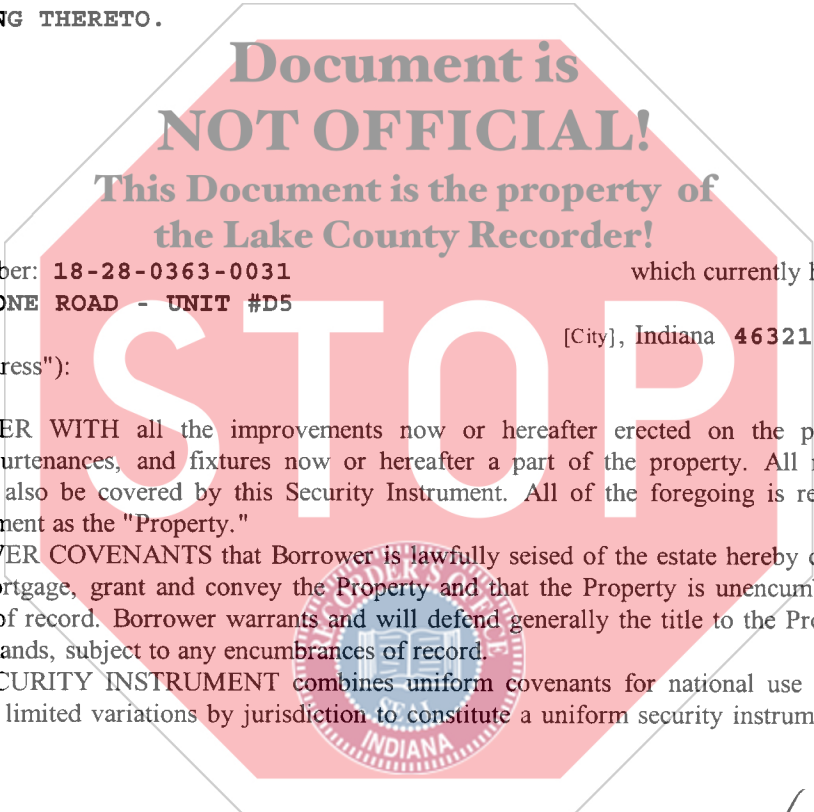 NG THERETO.
Document is
NOT OFFICIAL!
This Document is the property of
the Lake County Recorder!
ber: 18-28-0363-0031 which currently h
ONE ROAD - UNIT #D5
[City], Indiana 46321
ress"):
STOP
ER WITH all the improvements now or hereafter erected on the p
urtenances, and fixtures now or hereafter a part of the property. All r
also be covered by this Security Instrument. All of the foregoing is re
ment as the "Property."
VER COVENANTS that Borrower is lawfully seised of the estate hereby c
ortgage, grant and convey the Property and that the Property is unencum
of record. Borrower warrants and will defend generally the title to the Pro
ands, subject to any encumbrances of record.
CURITY INSTRUMENT combines uniform covenants for national use
limited variations by jurisdiction to constitute a uniform security instrum
RECORDER'S OFFICE
SEAL
INDIANA